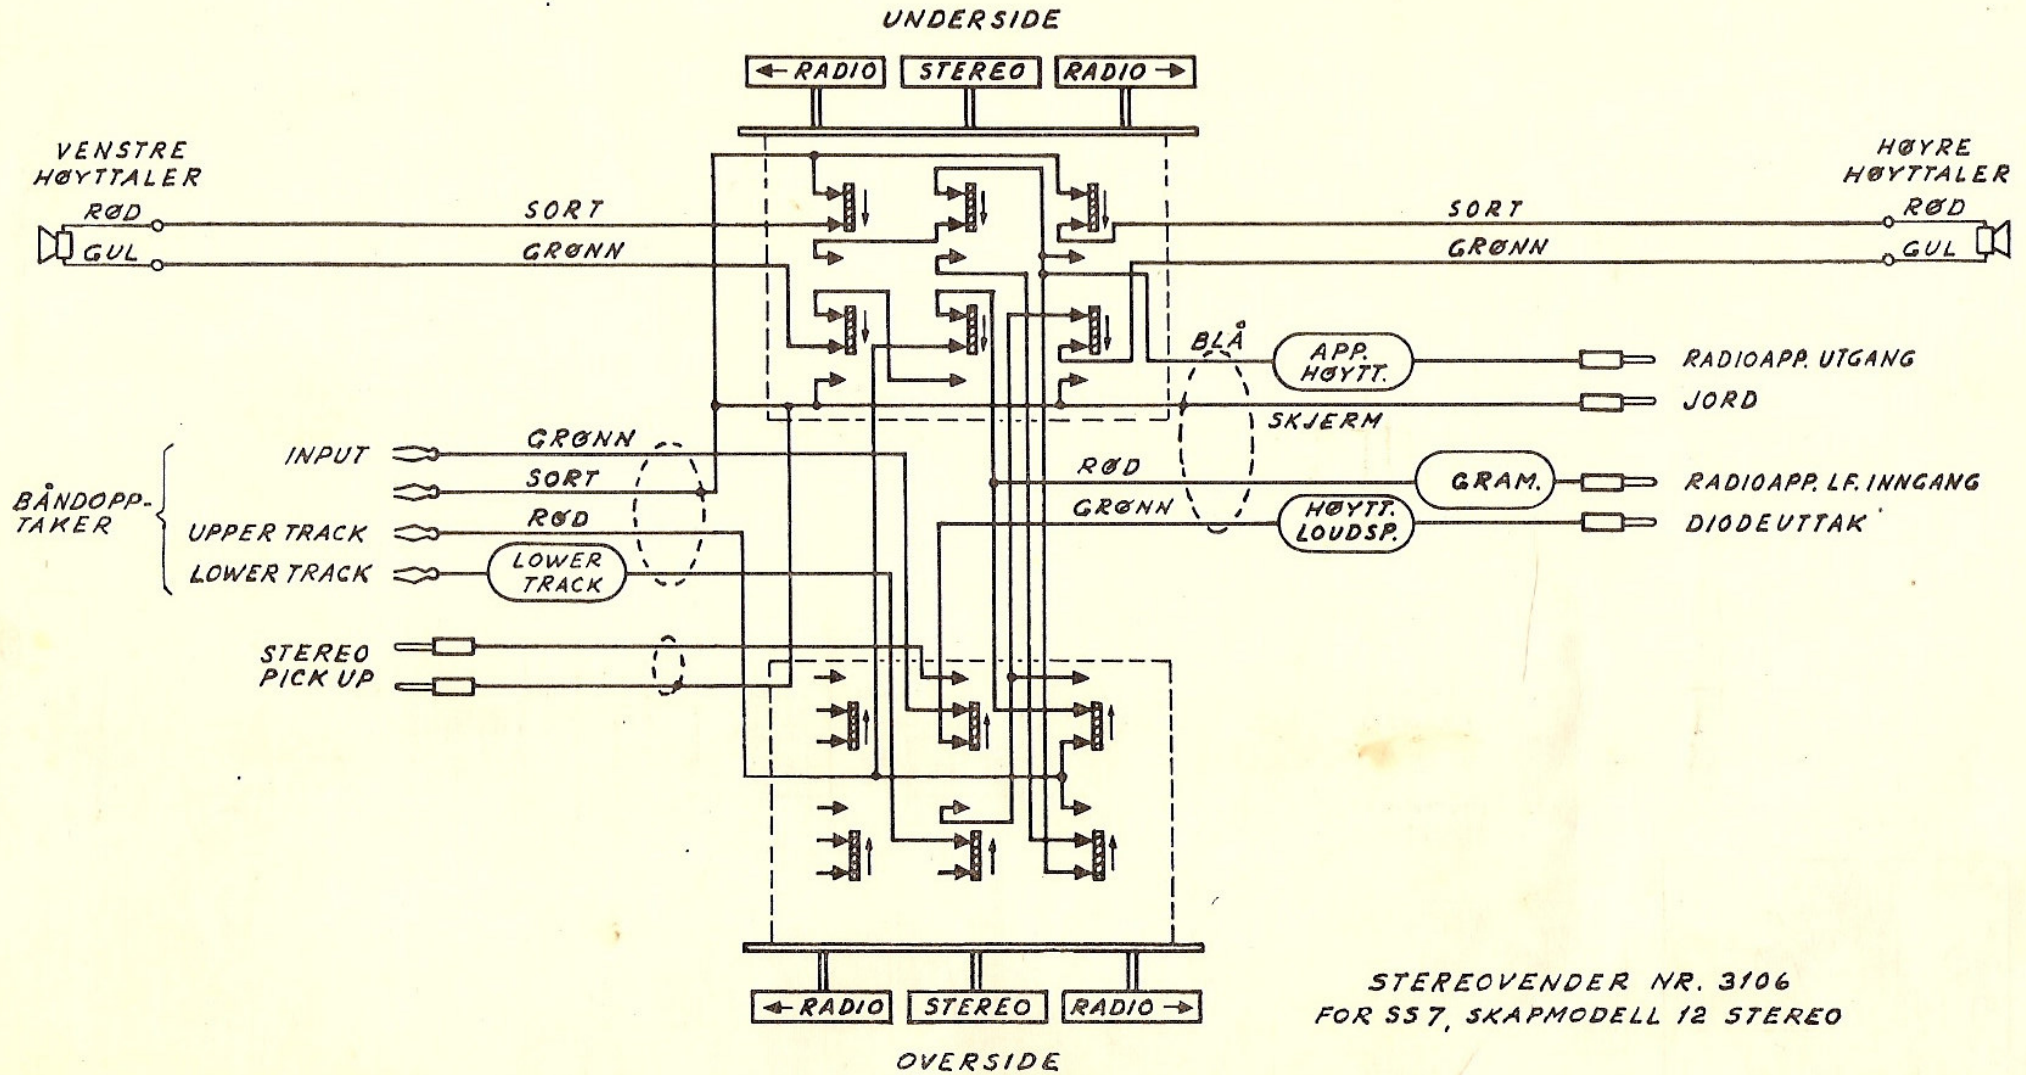 UNDERSIDE
← RADIO
STEREO
RADIO →
VENSTRE
HØYTTALER
RØD
GUL
SORT
GRØNN
HØYRE
HØYTTALER
SORT
GRØNN
RØD
GUL
BLÅ
APP.
HØYTT.
RADIOAPP. UTGANG
SKJERM
JORD
BÅNDOPP-
TAKER
INPUT
GRØNN
SORT
UPPER TRACK
RØD
LOWER TRACK
LOWER
TRACK
RØD
GRAM.
RADIOAPP. LF. INNGANG
GRØNN
HØYTT.
LOUDSP.
DIODEUTTAK
STEREO
PICK UP
← RADIO
STEREO
RADIO →
OVERSIDE
STEREOVENDER NR. 3106
FOR SS7, SKAPMODELL 12 STEREO